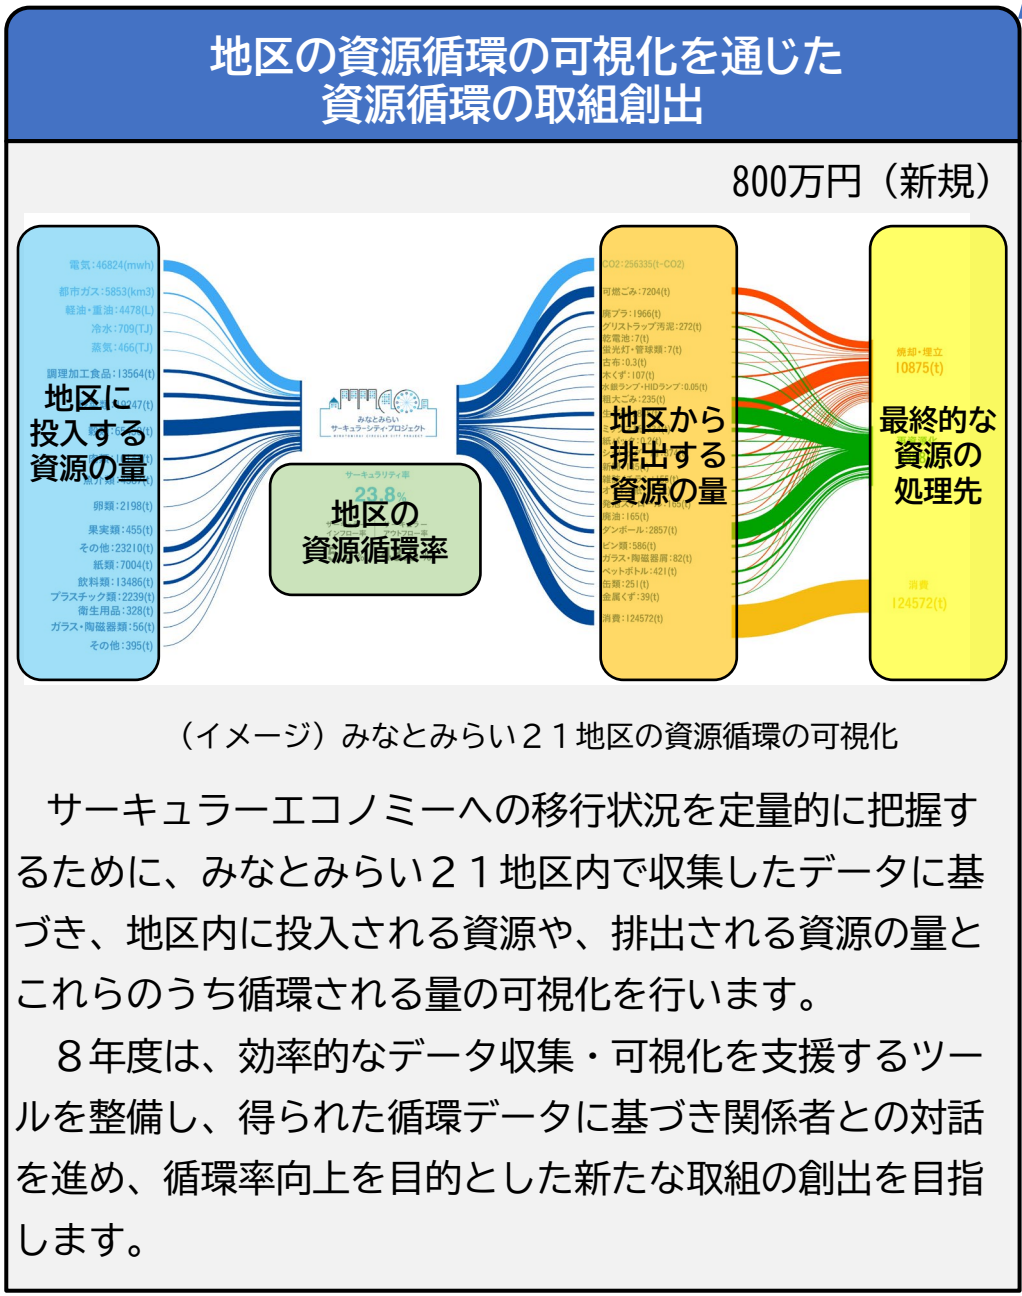 地区の資源循環の可視化を通じた
資源循環の取組創出
800万円（新規）
電気:46824(mwh)
都市ガス:5853(km3)
軽油・重油:4478(L)
冷水:709(TJ)
蒸気:466(TJ)
調理加工食品:13564(t)
地区に
投入する
資源の量
卵類:2198(t)
果実類:455(t)
その他:23210(t)
紙類:7004(t)
飲料類:13486(t)
プラスチック類:2239(t)
衛生用品:328(t)
ガラス・陶磁器類:56(t)
その他:395(t)
みなとみらい
サーキュラーシティ・プロジェクト
MINATOMIRAI CIRCULAR CITY PROJECT
サーキュラリティ率
23.8%
地区の
資源循環率
CO2:256335(t-CO2)
可燃ごみ:7204(t)
廃プラ:1966(t)
グリストラップ汚泥:272(t)
乾電池:7(t)
蛍光灯・管球類:7(t)
古布:0.3(t)
木くず:107(t)
水銀ランプ・HIDランプ:0.05(t)
粗大ごみ:235(t)
地区から
排出する
資源の量
廃油:165(t)
ダンボール:2857(t)
ビン類:586(t)
ガラス・陶磁器屑:82(t)
ペットボトル:421(t)
缶類:251(t)
金属くず:39(t)
消費:124572(t)
焼却・埋立
10875(t)
最終的な
資源の
処理先
消費
124572(t)
（イメージ）みなとみらい２１地区の資源循環の可視化
サーキュラーエコノミーへの移行状況を定量的に把握す
るために、みなとみらい２１地区内で収集したデータに基
づき、地区内に投入される資源や、排出される資源の量と
これらのうち循環される量の可視化を行います。
８年度は、効率的なデータ収集・可視化を支援するツー
ルを整備し、得られた循環データに基づき関係者との対話
を進め、循環率向上を目的とした新たな取組の創出を目指
します。